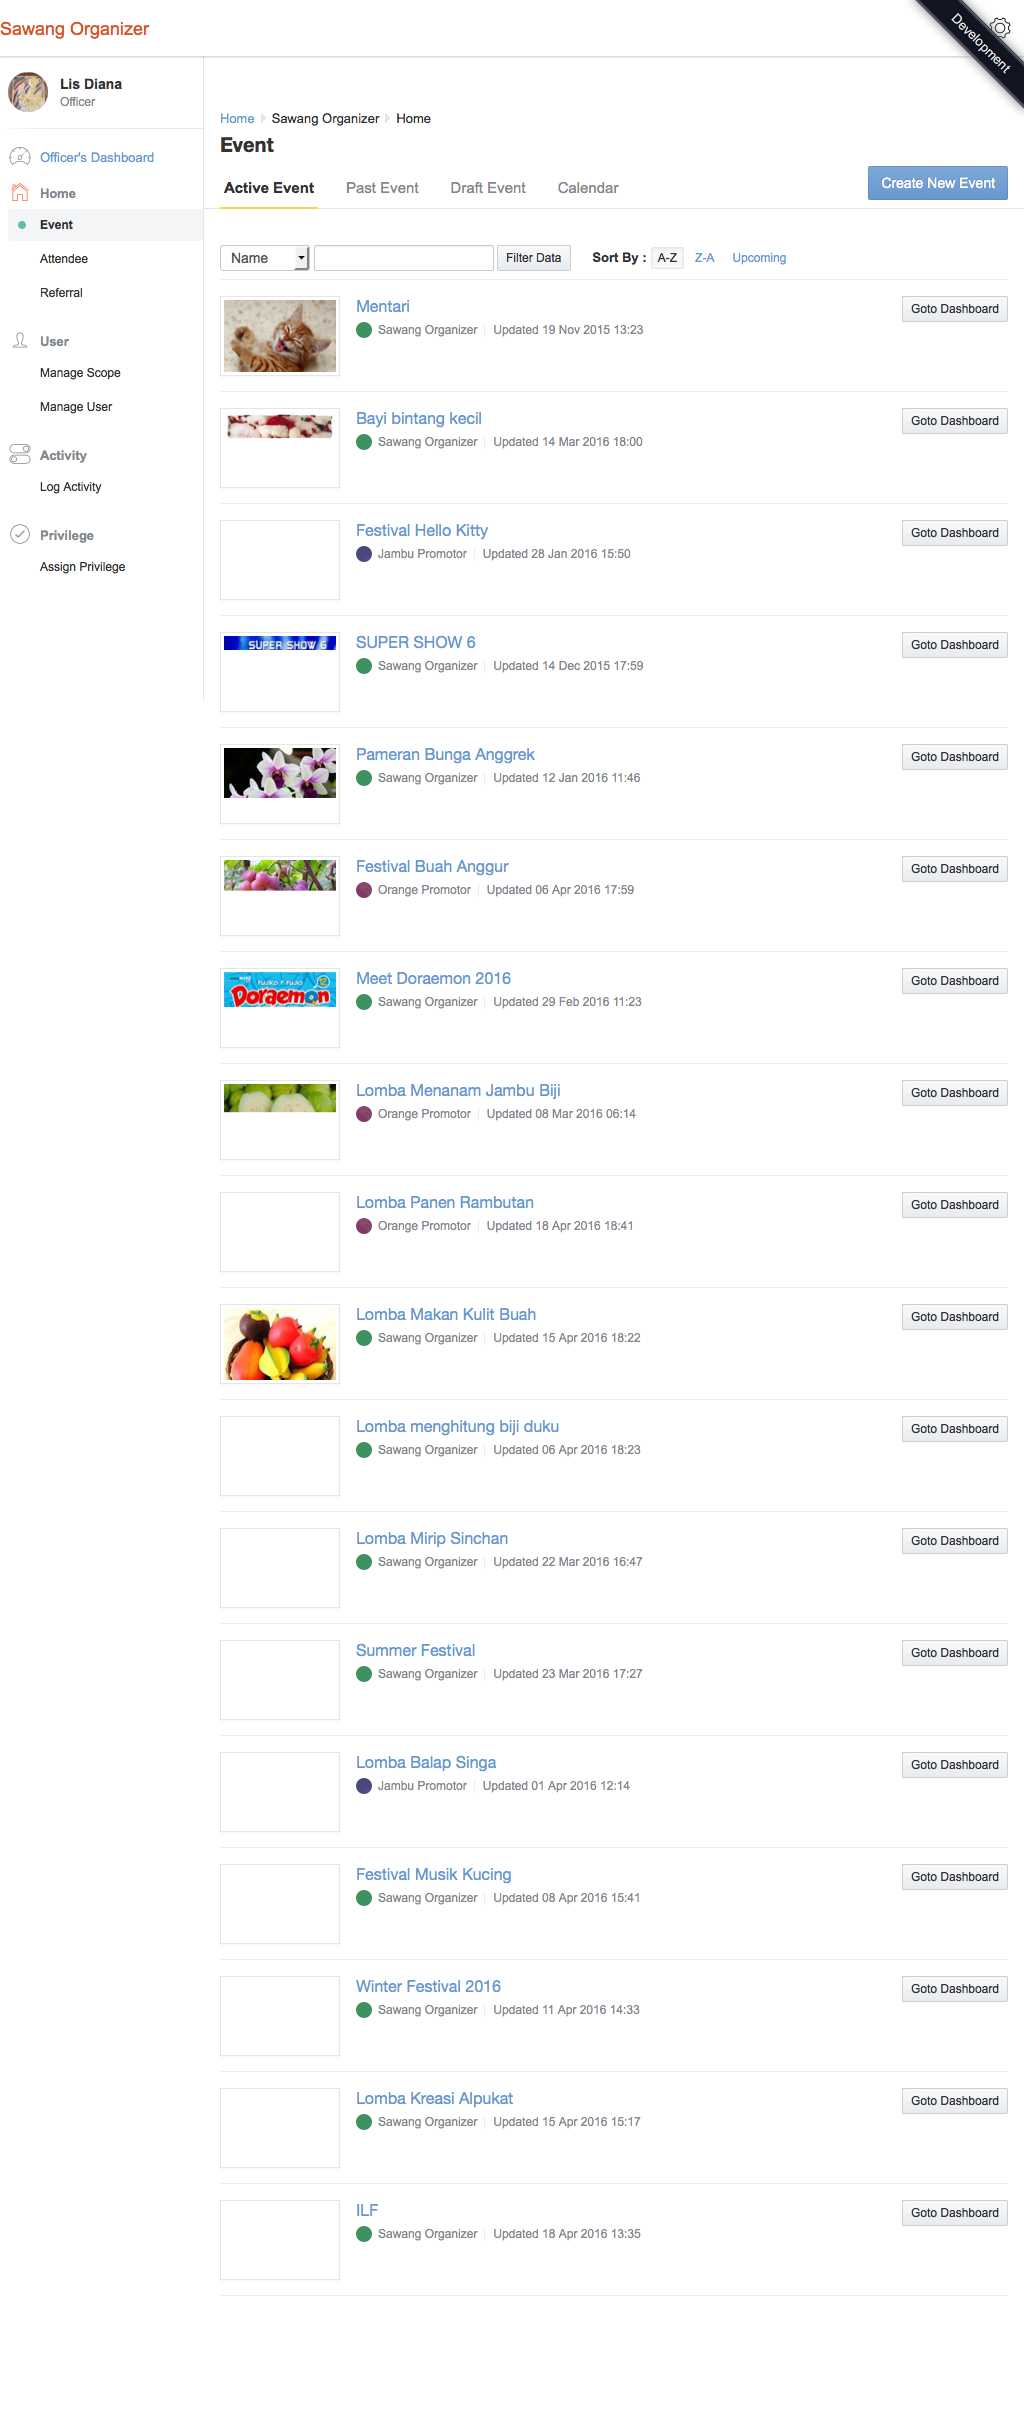 Sawang Organizer
Development
Lis Diana
Officer
Officer's Dashboard
Home
Event
Attendee
Referral
User
Manage Scope
Manage User
Activity
Log Activity
Privilege
Assign Privilege
Home Sawang Organizer Home
Event
Active Event Past Event Draft Event Calendar
Create New Event
Name Filter Data Sort By : A-Z Z-A Upcoming
Mentari
Goto Dashboard
Sawang Organizer Updated 19 Nov 2015 13:23
Bayi bintang kecil
Goto Dashboard
Sawang Organizer Updated 14 Mar 2016 18:00
Festival Hello Kitty
Goto Dashboard
Jambu Promotor Updated 28 Jan 2016 15:50
SUPER SHOW 6
SUPER SHOW 6
Goto Dashboard
Sawang Organizer Updated 14 Dec 2015 17:59
Pameran Bunga Anggrek
Goto Dashboard
Sawang Organizer Updated 12 Jan 2016 11:46
Festival Buah Anggur
Goto Dashboard
Orange Promotor Updated 06 Apr 2016 17:59
Doraemon
Meet Doraemon 2016
Goto Dashboard
Sawang Organizer Updated 29 Feb 2016 11:23
Lomba Menanam Jambu Biji
Goto Dashboard
Orange Promotor Updated 08 Mar 2016 06:14
Lomba Panen Rambutan
Goto Dashboard
Orange Promotor Updated 18 Apr 2016 18:41
Lomba Makan Kulit Buah
Goto Dashboard
Sawang Organizer Updated 15 Apr 2016 18:22
Lomba menghitung biji duku
Goto Dashboard
Sawang Organizer Updated 06 Apr 2016 18:23
Lomba Mirip Sinchan
Goto Dashboard
Sawang Organizer Updated 22 Mar 2016 16:47
Summer Festival
Goto Dashboard
Sawang Organizer Updated 23 Mar 2016 17:27
Lomba Balap Singa
Goto Dashboard
Jambu Promotor Updated 01 Apr 2016 12:14
Festival Musik Kucing
Goto Dashboard
Sawang Organizer Updated 08 Apr 2016 15:41
Winter Festival 2016
Goto Dashboard
Sawang Organizer Updated 11 Apr 2016 14:33
Lomba Kreasi Alpukat
Goto Dashboard
Sawang Organizer Updated 15 Apr 2016 15:17
ILF
Goto Dashboard
Sawang Organizer Updated 18 Apr 2016 13:35